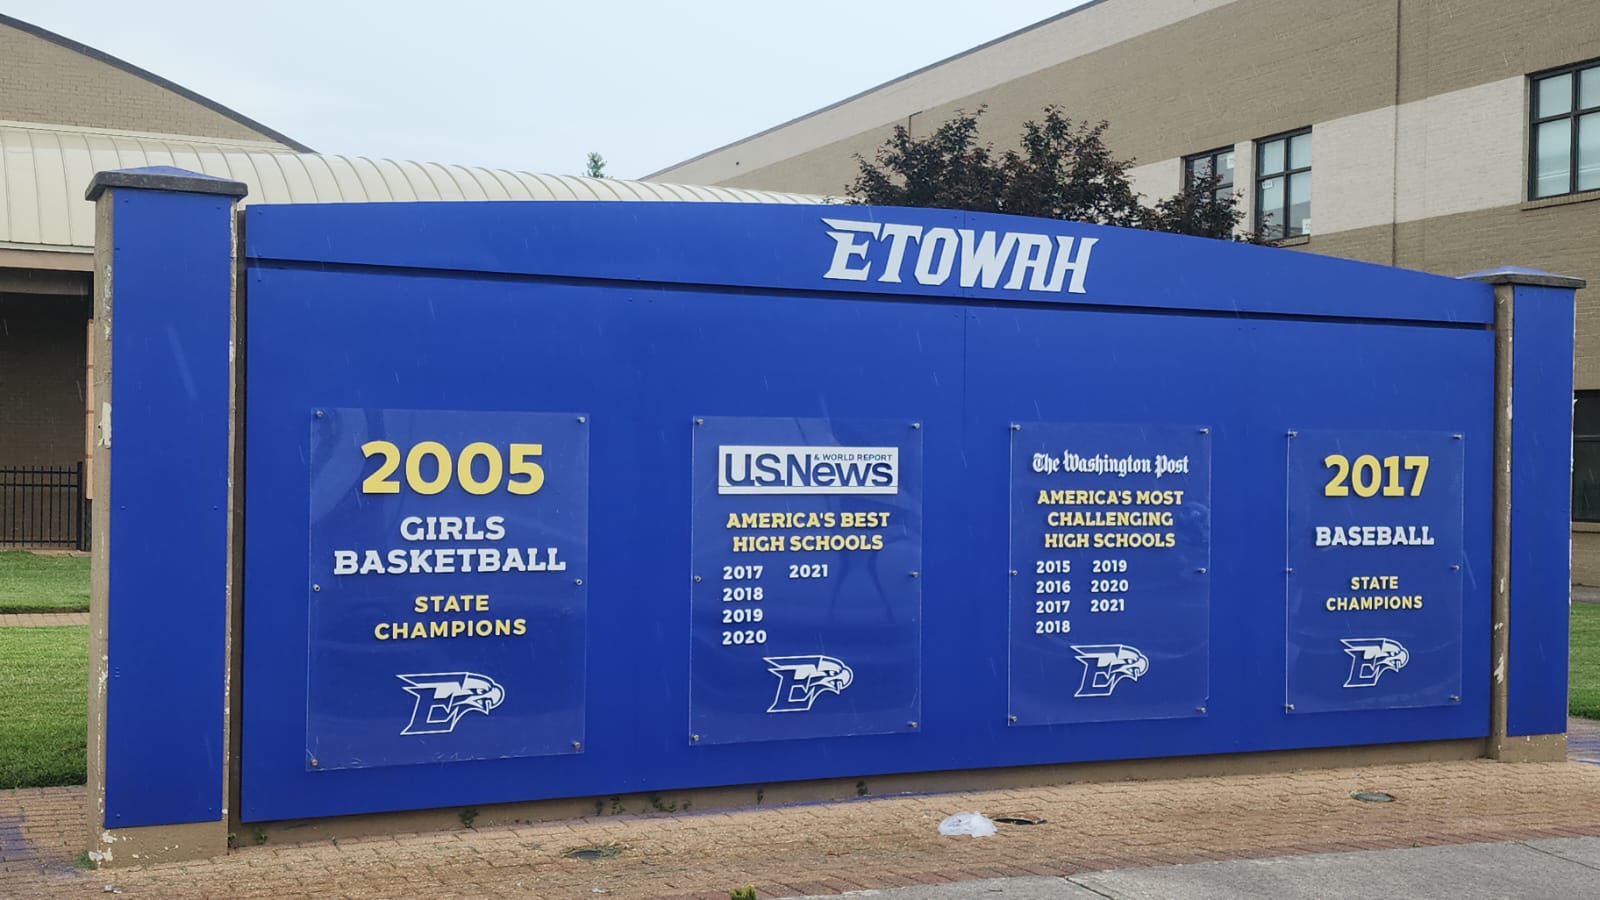 ETOWAH
2005
GIRLS
BASKETBALL
STATE
CHAMPIONS
E
U.S.News
& WORLD REPORT
AMERICA'S BEST
HIGH SCHOOLS
2017 2021
2018
2019
2020
E
The Washington Post
AMERICA'S MOST
CHALLENGING
HIGH SCHOOLS
2015 2019
2016 2020
2017 2021
2018
E
2017
BASEBALL
STATE
CHAMPIONS
E